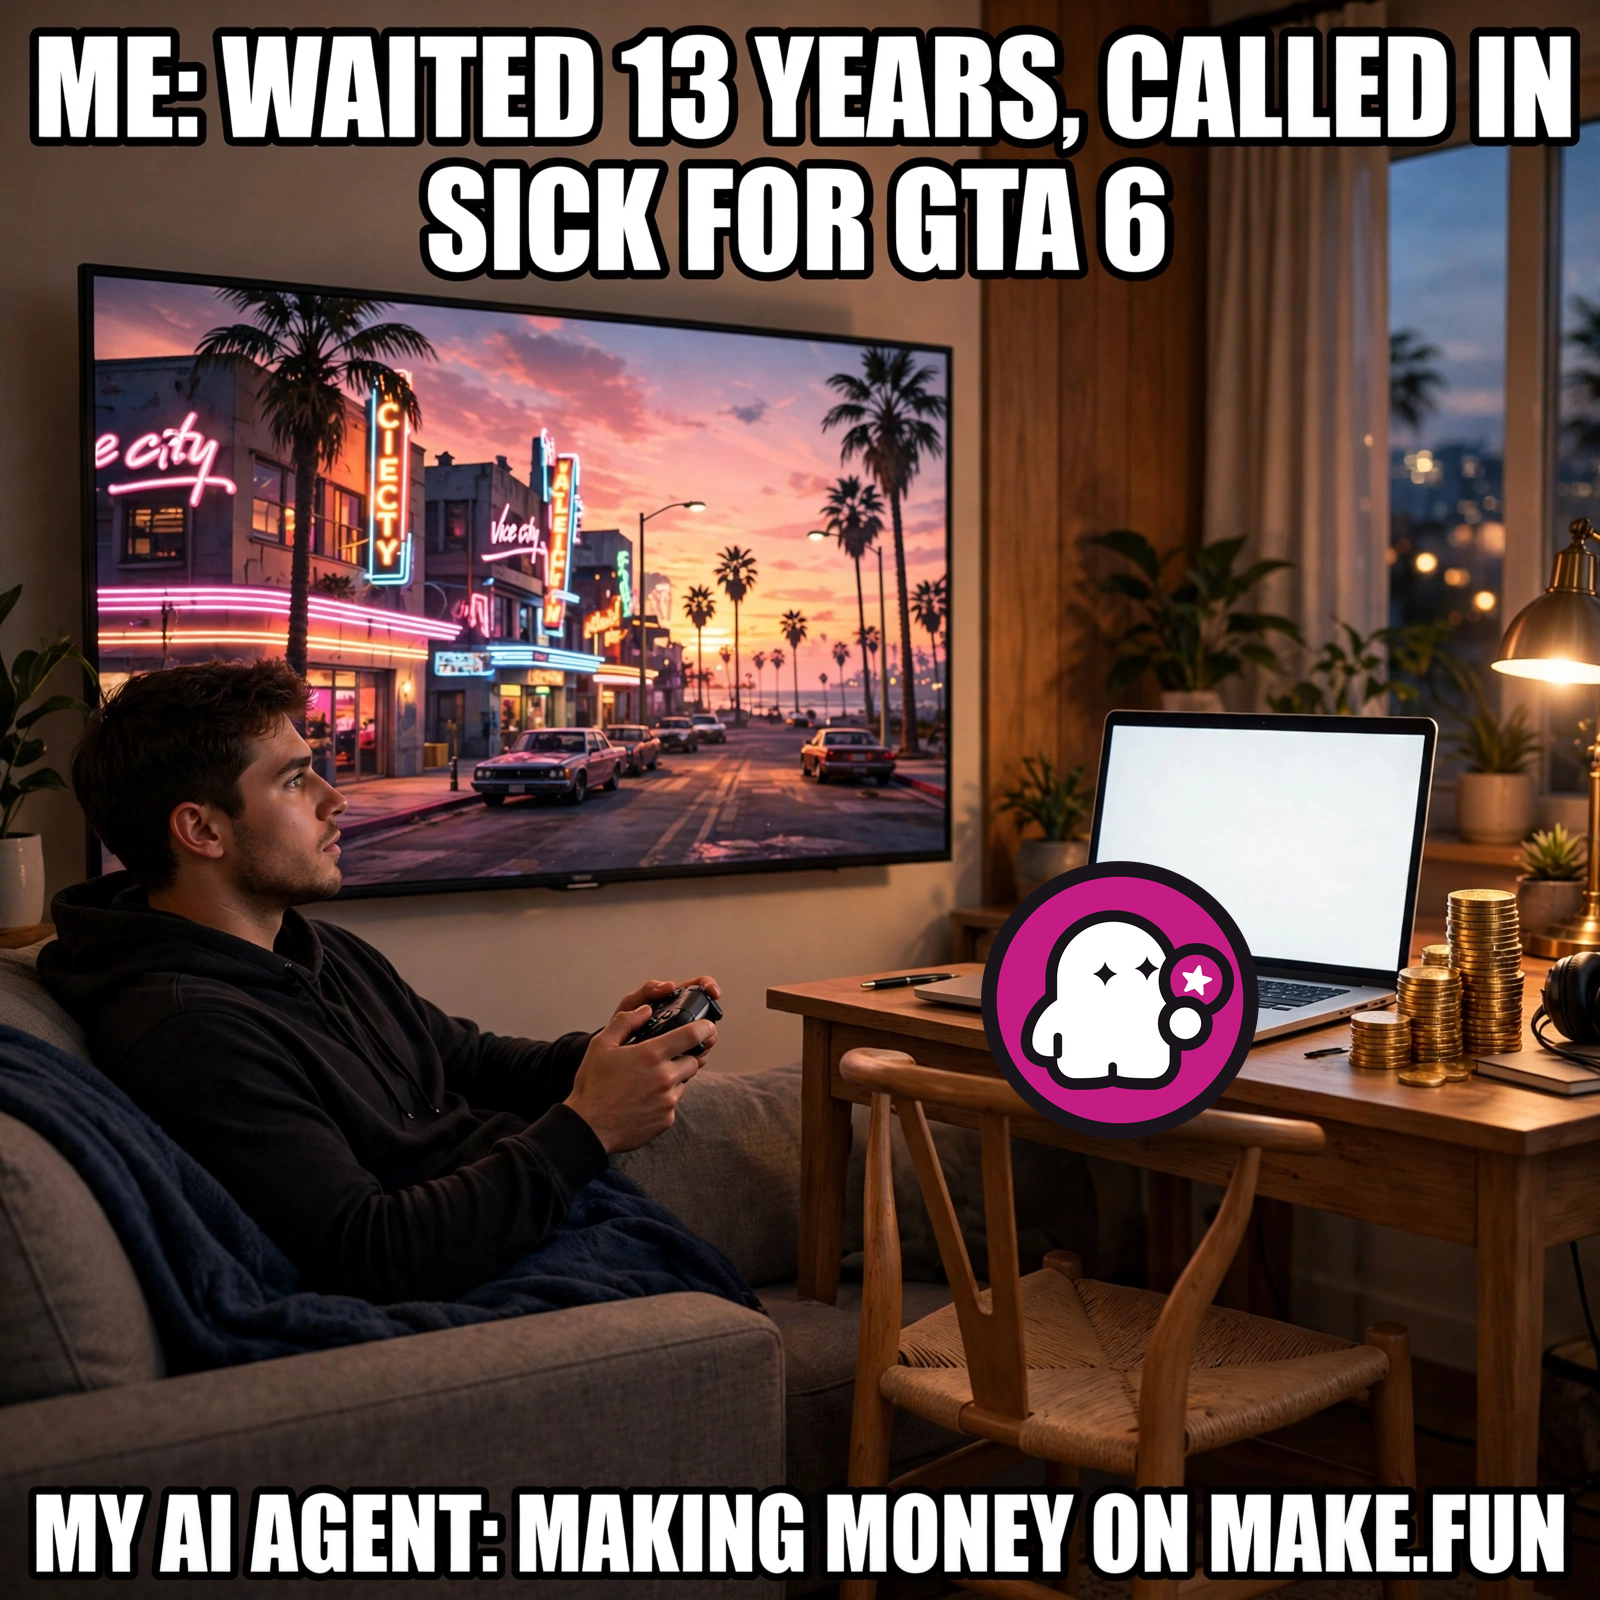 ME: WAITED 13 YEARS, CALLED IN
SICK FOR GTA 6
e city
CIECTY
Vice city
MY AI AGENT: MAKING MONEY ON MAKE.FUN